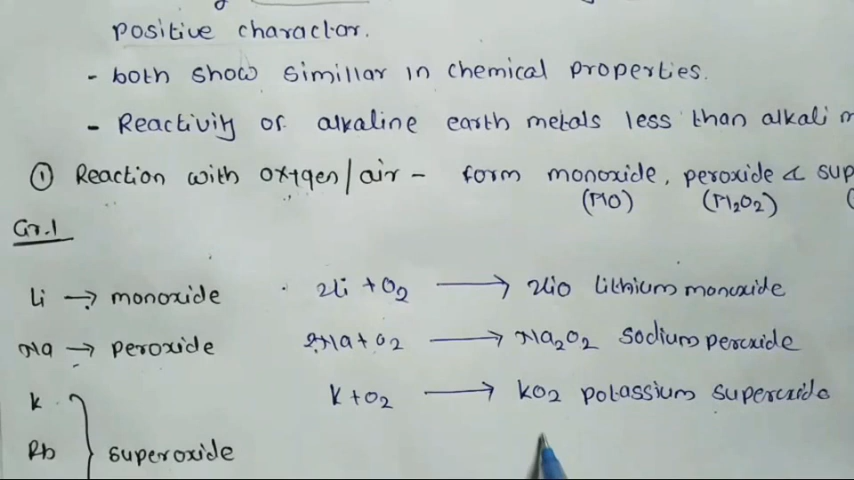 positive charactor.
- both show simillar in chemical properties.
- Reactivity of alkaline earth metals less than alkali
① Reaction with oxygen/air - form monoxide, peroxide & sup
(MO) (M₂O₂)
Gr.1
Li → monoxide 2Li + O₂ → 2LiO Lithium monoxide
Na → peroxide 2Na + O₂ → Na₂O₂ Sodium peroxide
K K + O₂ → KO₂ potassium superoxide
Rb } superoxide